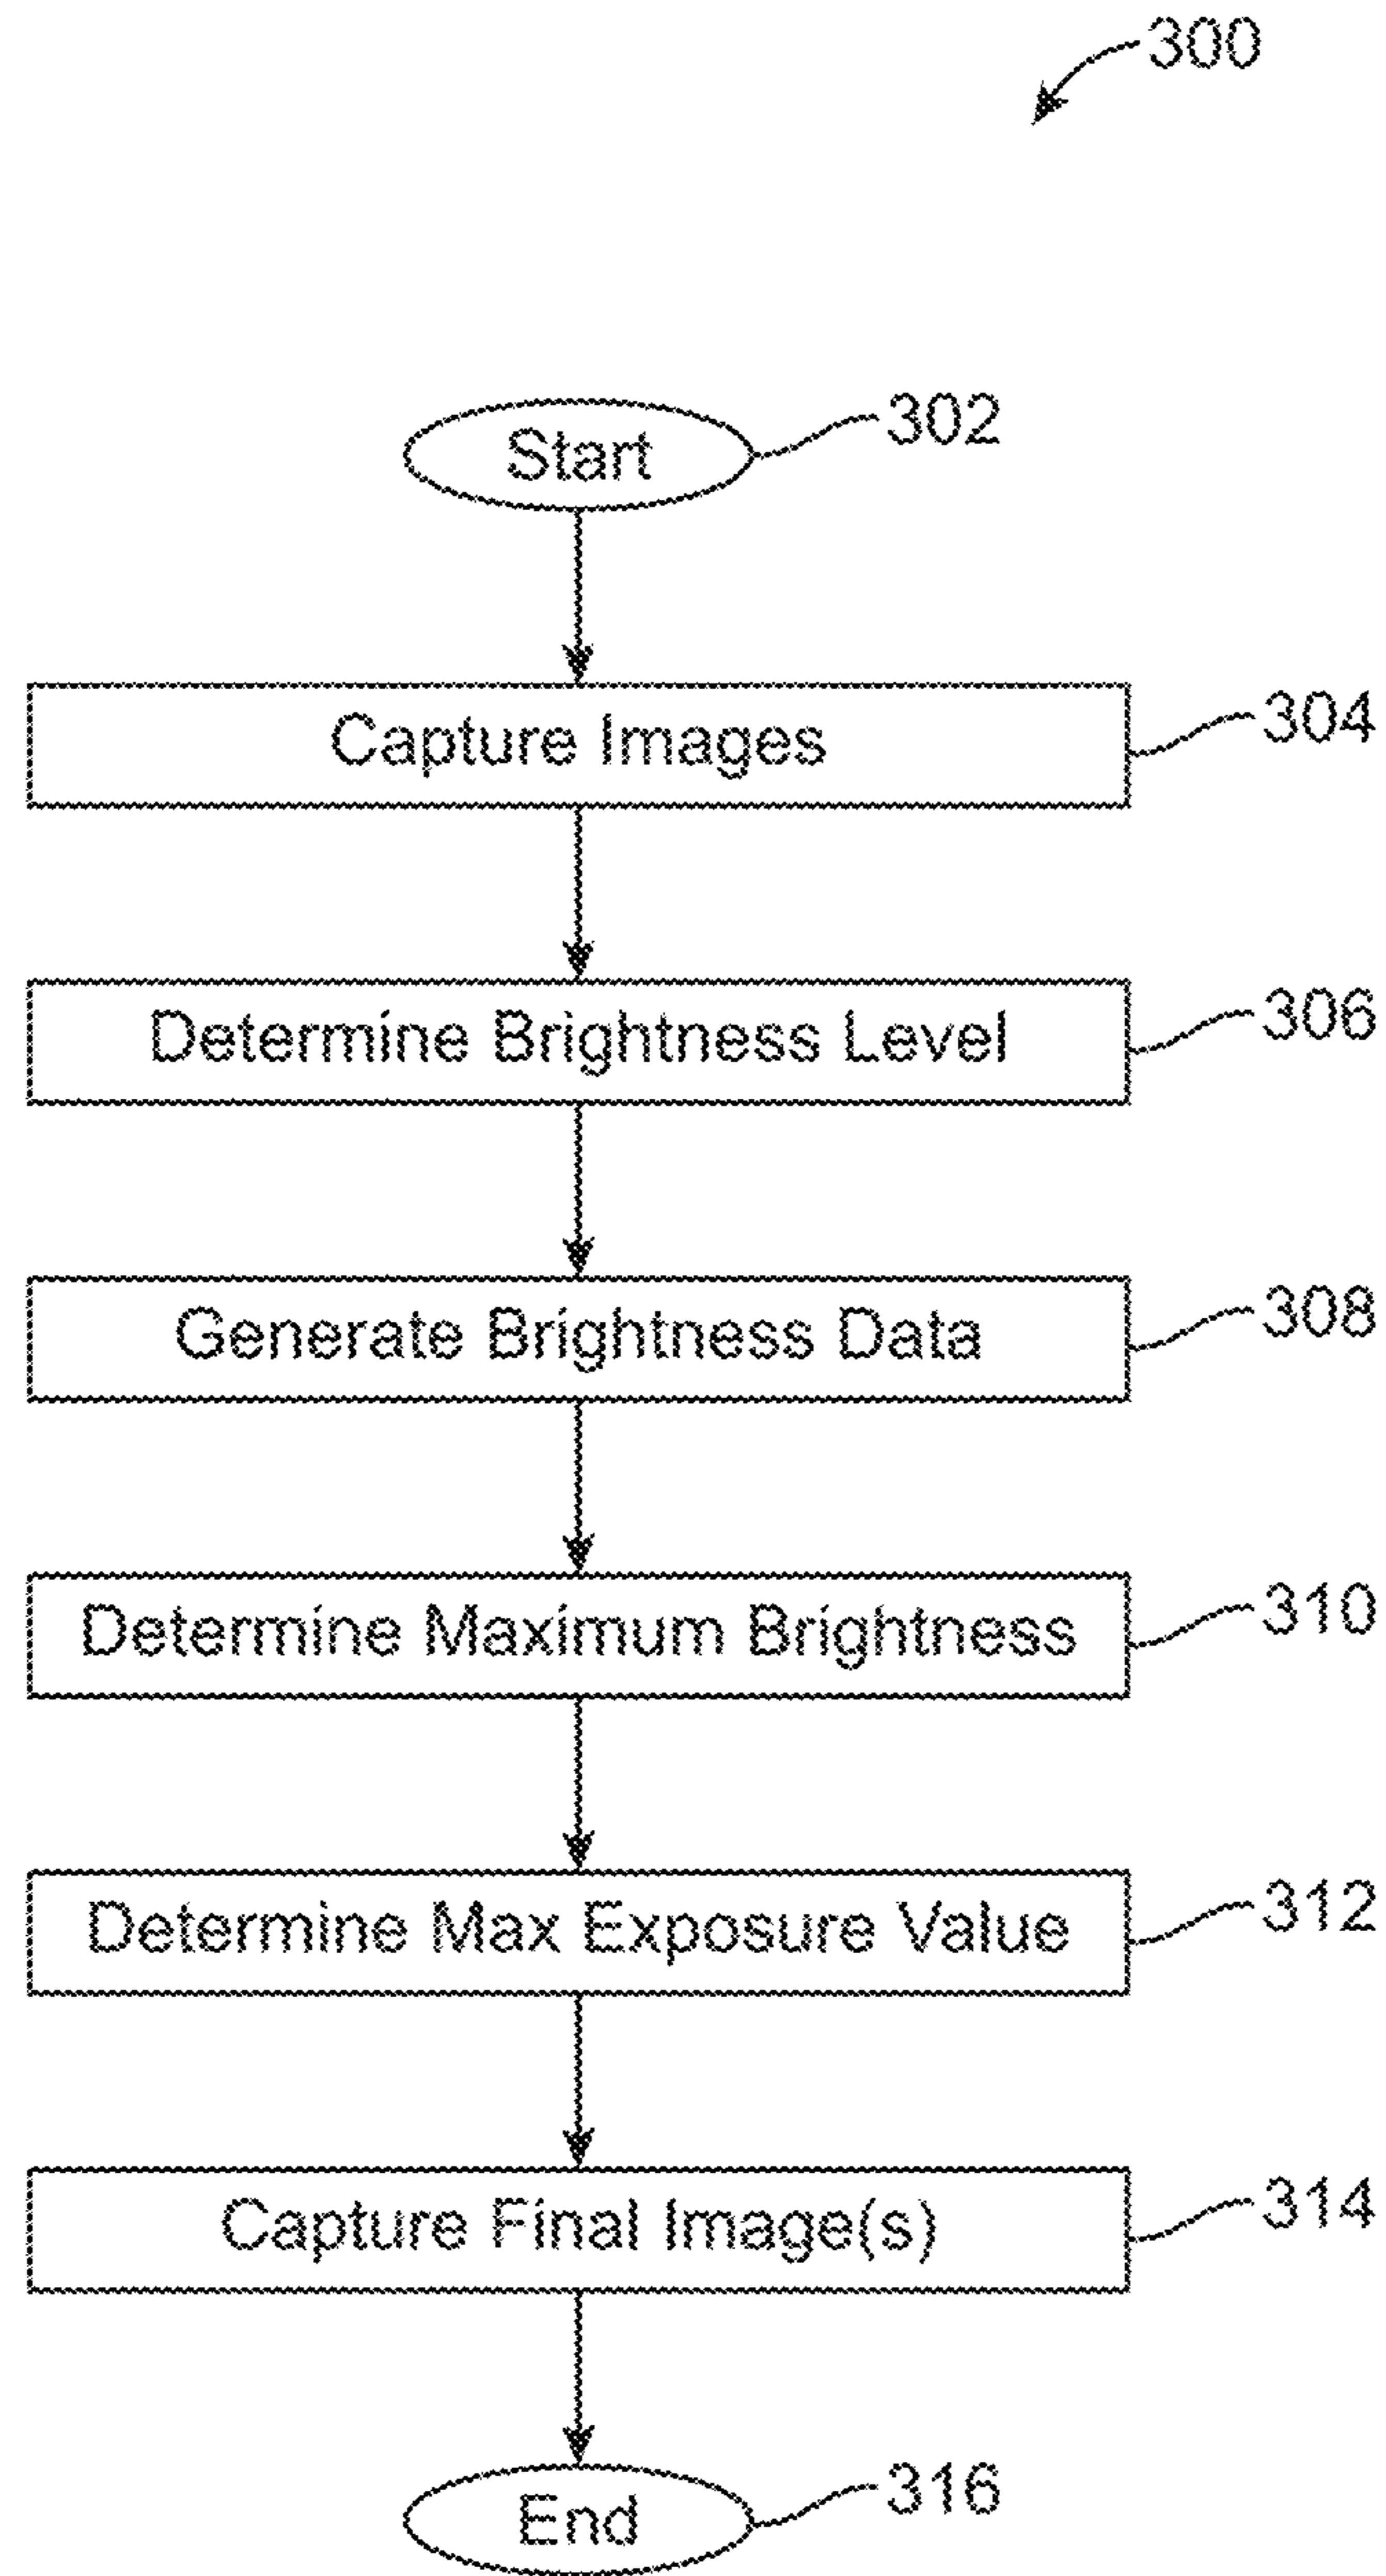 300
Start
302
Capture Images
304
Determine Brightness Level
306
Generate Brightness Data
308
Determine Maximum Brightness
310
Determine Max Exposure Value
312
Capture Final Image(s)
314
End
316